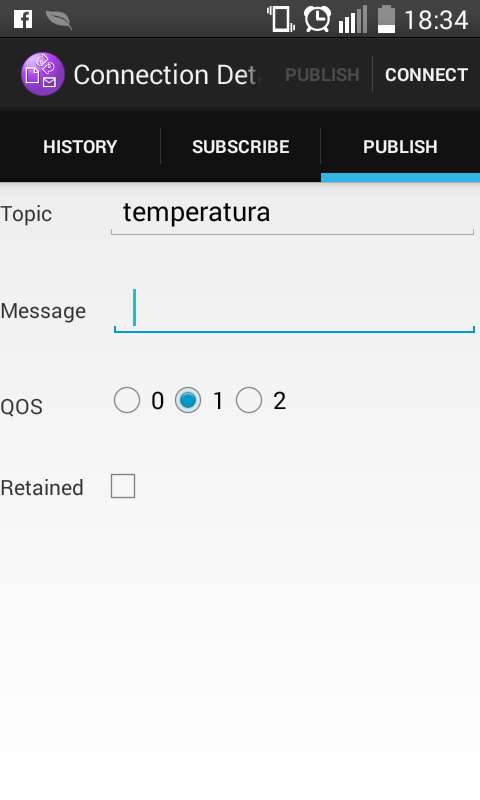 18:34
Connection Det PUBLISH CONNECT
HISTORY SUBSCRIBE PUBLISH
Topic temperatura
Message
QOS 0 1 2
Retained